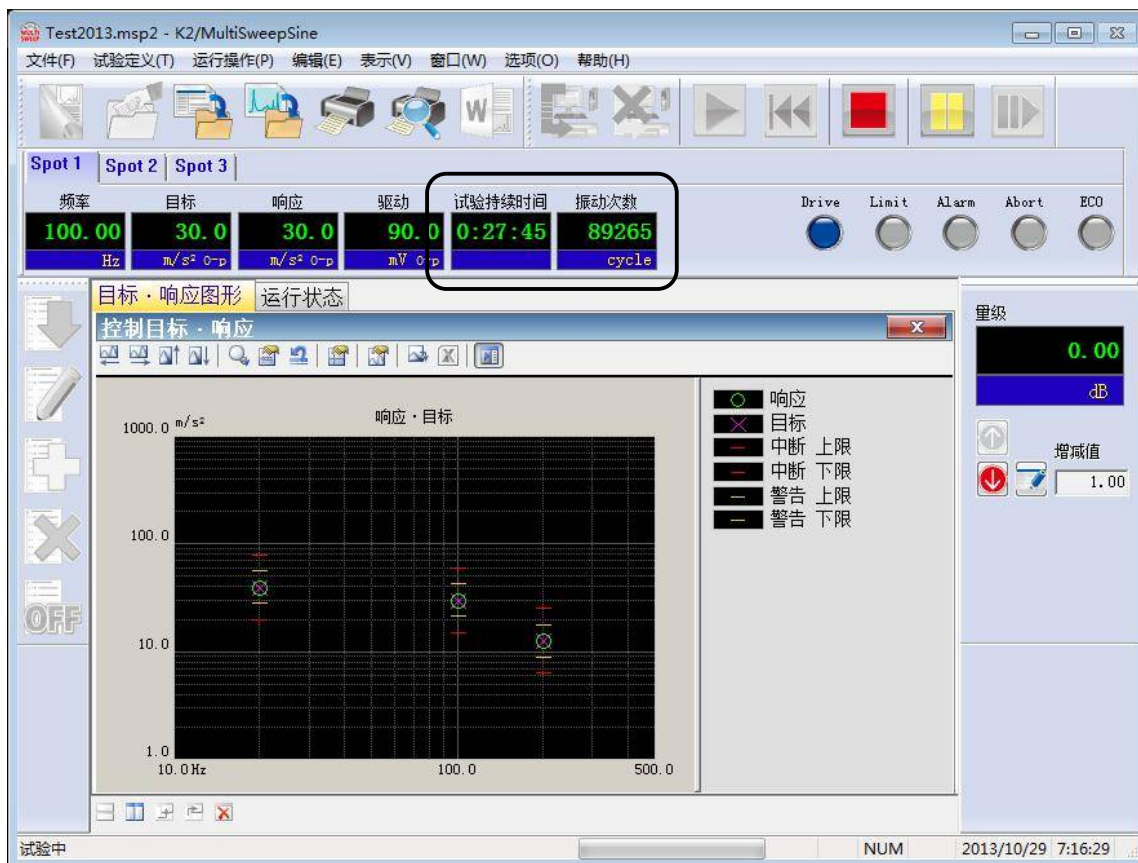 Test2013.msp2 - K2/MultiSweepSine
文件(F) 试验定义(T) 运行操作(P) 编辑(E) 表示(V) 窗口(W) 选项(O) 帮助(H)
Spot 1 Spot 2 Spot 3
频率 目标 响应 驱动 试验持续时间 振动次数 Drive Limit Alarm Abort ECO
100.00 30.0 30.0 90.0 0:27:45 89265
Hz m/s² 0-p m/s² 0-p mV 0-p cycle
目标·响应图形 运行状态
控制目标·响应
量级
0.00
dB
增减值
1.00
OFF
响应·目标
m/s²
1000.0
100.0
10.0
1.0
10.0Hz 100.0 500.0
响应
目标
中断 上限
中断 下限
警告 上限
警告 下限
试验中 NUM 2013/10/29 7:16:29